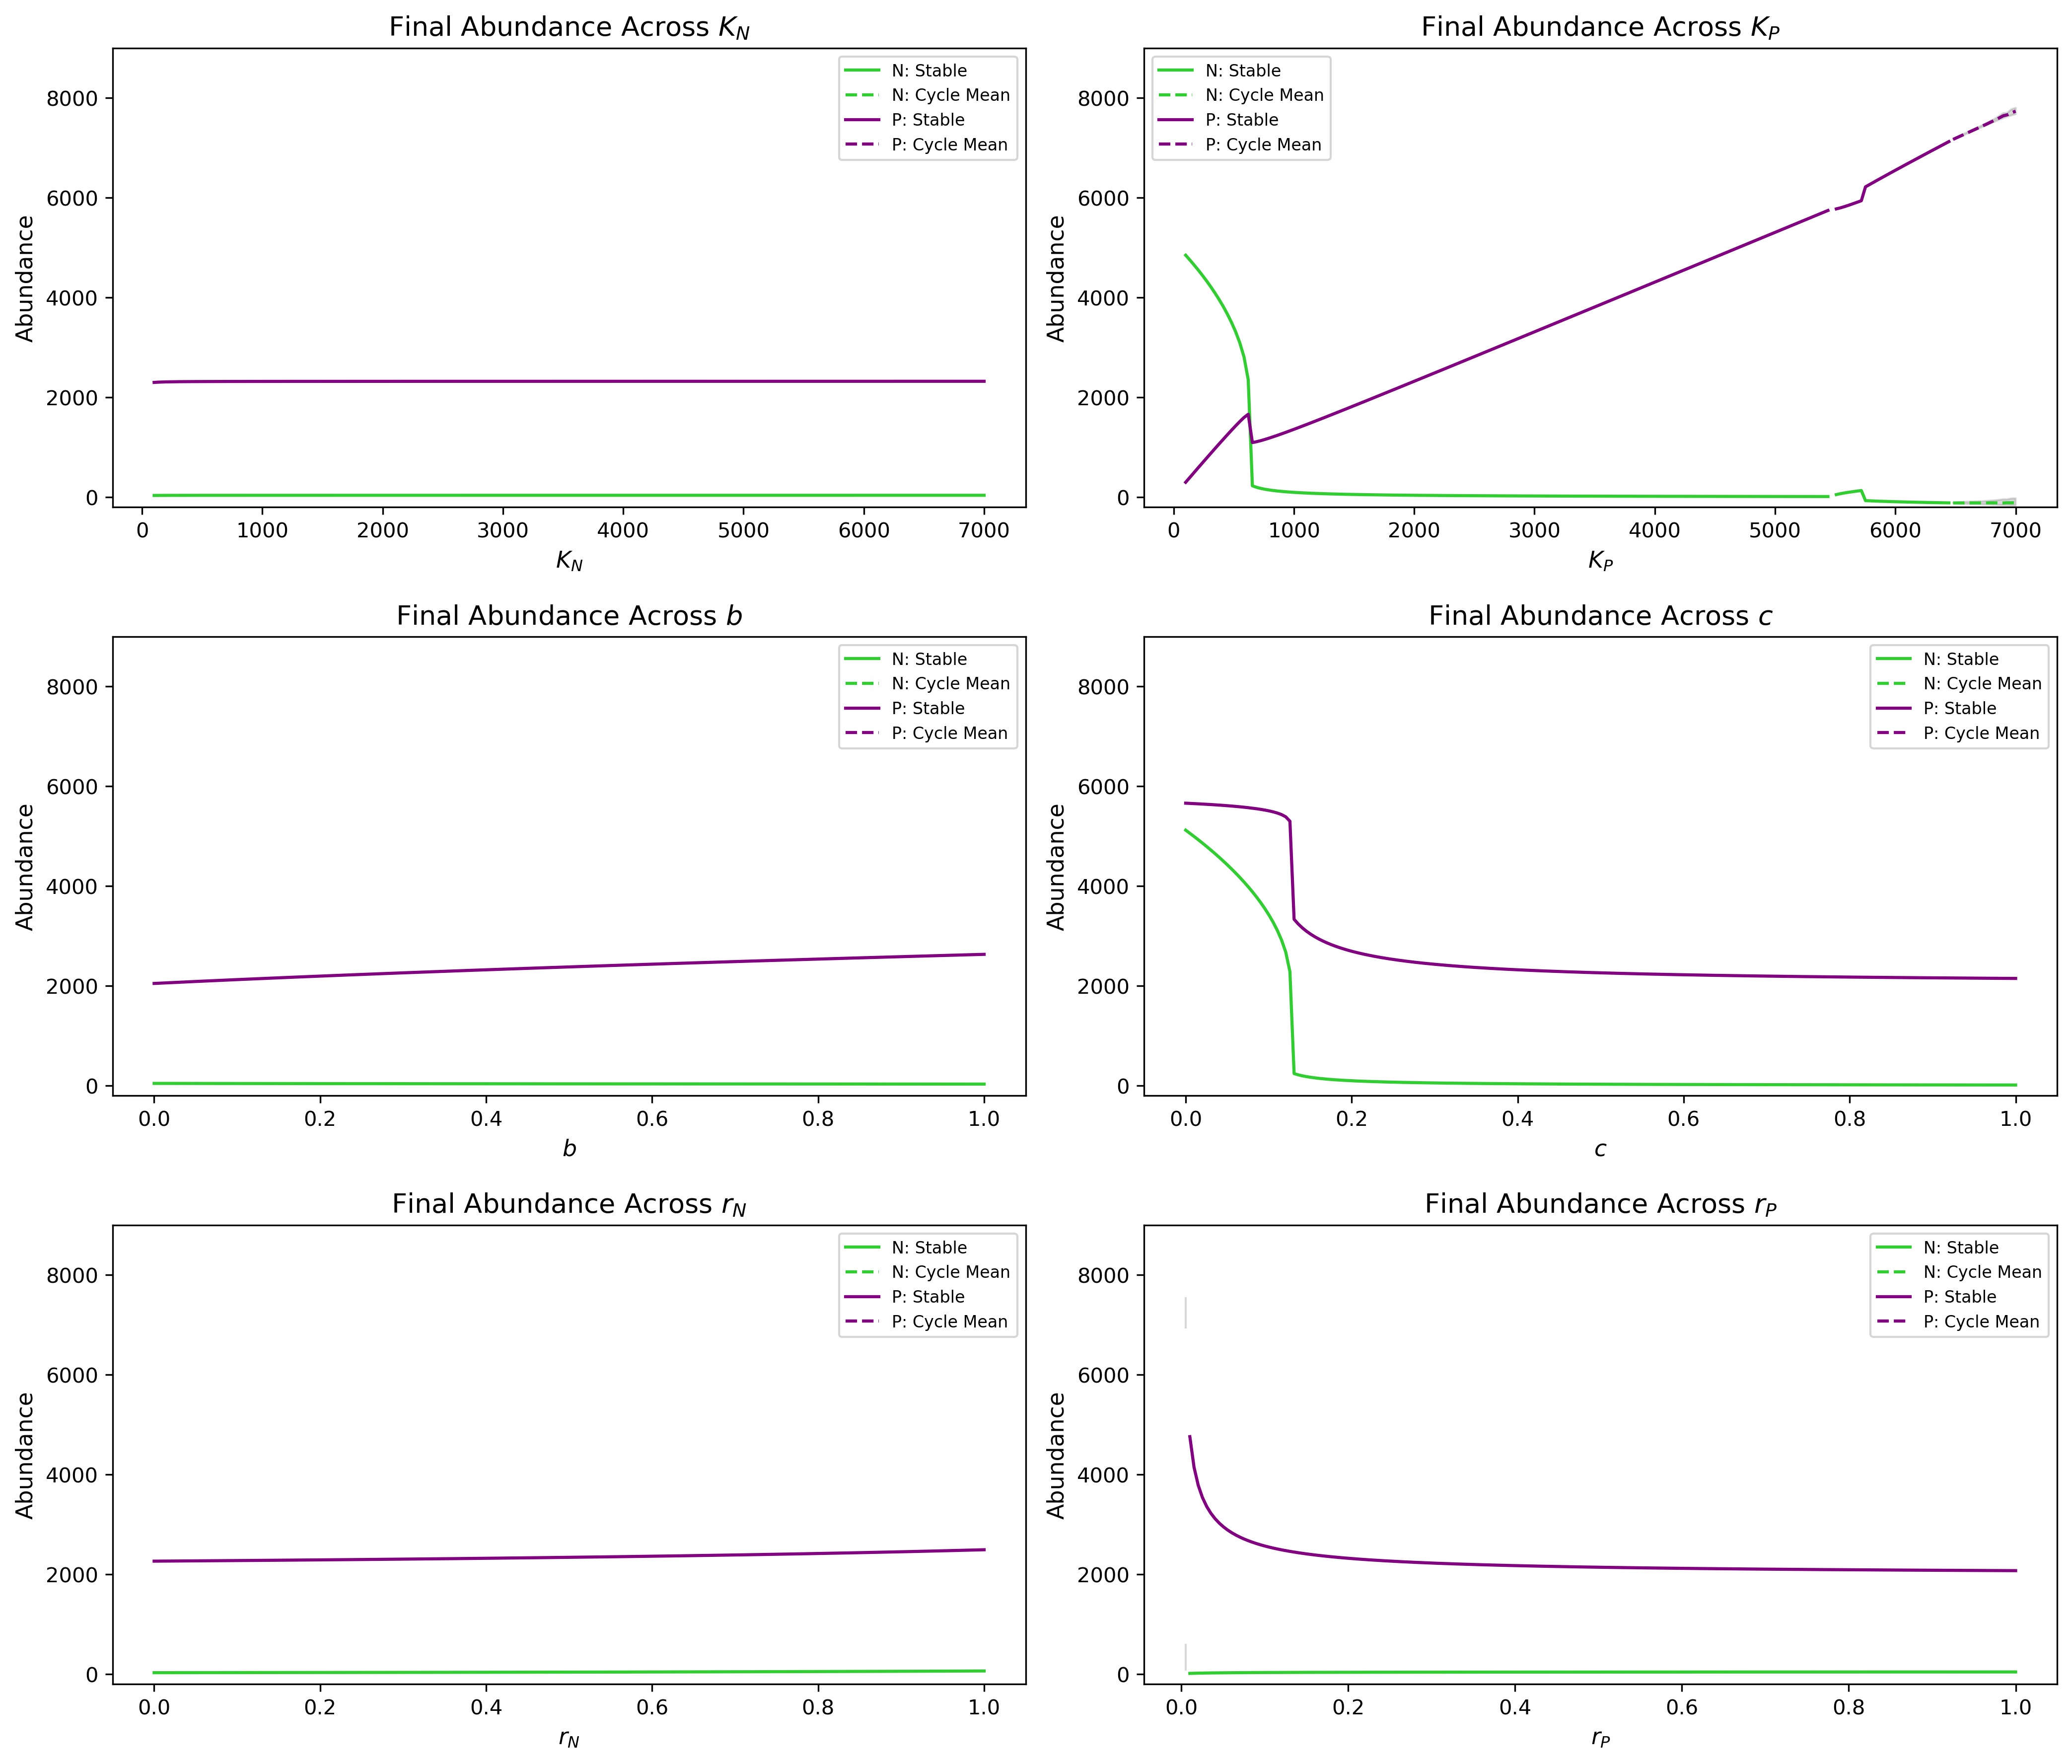 Final Abundance Across K_N
N: Stable
N: Cycle Mean
P: Stable
P: Cycle Mean
Abundance
8000
6000
4000
2000
0
0 1000 2000 3000 4000 5000 6000 7000
K_N
Final Abundance Across K_P
N: Stable
N: Cycle Mean
P: Stable
P: Cycle Mean
Abundance
8000
6000
4000
2000
0
0 1000 2000 3000 4000 5000 6000 7000
K_P
Final Abundance Across b
N: Stable
N: Cycle Mean
P: Stable
P: Cycle Mean
Abundance
8000
6000
4000
2000
0
0.0 0.2 0.4 0.6 0.8 1.0
b
Final Abundance Across c
N: Stable
N: Cycle Mean
P: Stable
P: Cycle Mean
Abundance
8000
6000
4000
2000
0
0.0 0.2 0.4 0.6 0.8 1.0
c
Final Abundance Across r_N
N: Stable
N: Cycle Mean
P: Stable
P: Cycle Mean
Abundance
8000
6000
4000
2000
0
0.0 0.2 0.4 0.6 0.8 1.0
r_N
Final Abundance Across r_P
N: Stable
N: Cycle Mean
P: Stable
P: Cycle Mean
Abundance
8000
6000
4000
2000
0
0.0 0.2 0.4 0.6 0.8 1.0
r_P